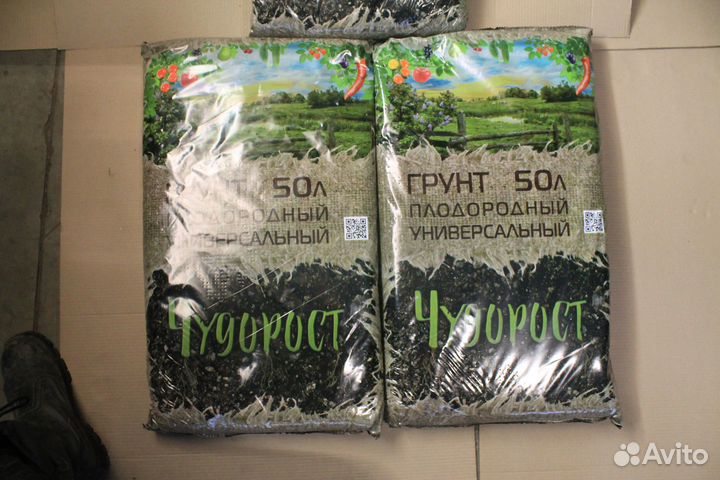 ГРУНТ 50л
ПЛОДОРОДНЫЙ
УНИВЕРСАЛЬНЫЙ
Чудорост
ГРУНТ 50л
ПЛОДОРОДНЫЙ
УНИВЕРСАЛЬНЫЙ
Чудорост
Avito